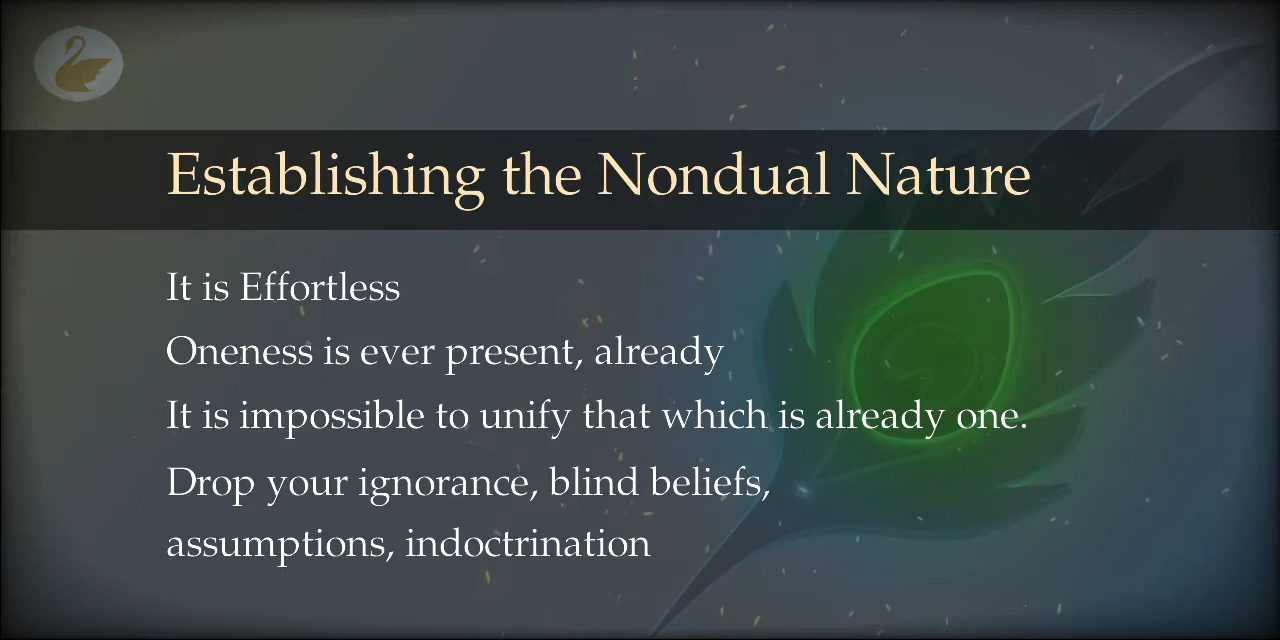 Establishing the Nondual Nature
It is Effortless
Oneness is ever present, already
It is impossible to unify that which is already one.
Drop your ignorance, blind beliefs,
assumptions, indoctrination